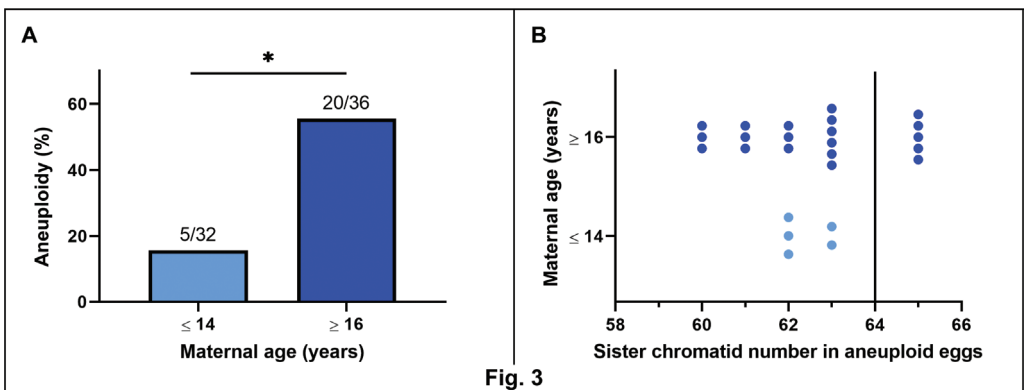 A
*
20/36
5/32
60
40
20
0
Aneuploidy (%)
≤ 14
≥ 16
Maternal age (years)
B
Maternal age (years)
≥ 16
≤ 14
58
60
62
64
66
Sister chromatid number in aneuploid eggs
Fig. 3